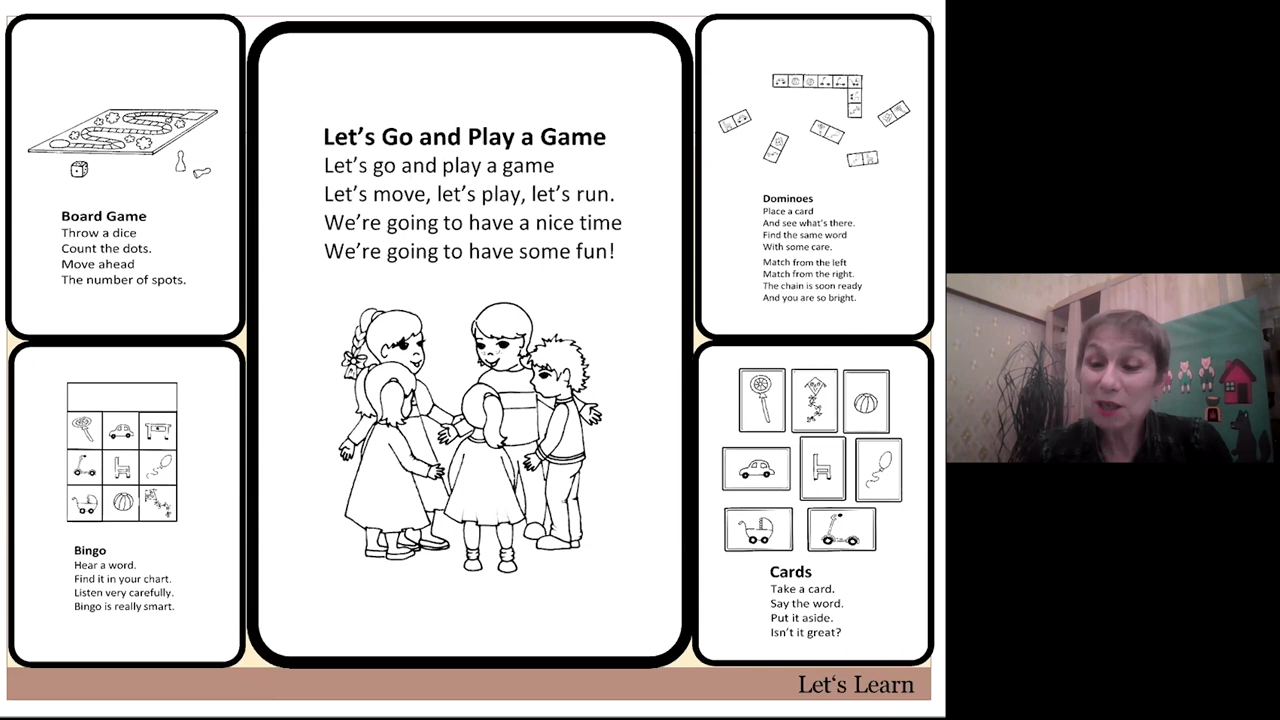 Board Game
Throw a dice
Count the dots.
Move ahead
The number of spots.
Bingo
Hear a word.
Find it in your chart.
Listen very carefully.
Bingo is really smart.
Let's Go and Play a Game
Let's go and play a game
Let's move, let's play, let's run.
We're going to have a nice time
We're going to have some fun!
Dominoes
Place a card
And see what's there.
Find the same word
With some care.
Match from the left
Match from the right.
The chain is soon ready
And you are so bright.
Cards
Take a card.
Say the word.
Put it aside.
Isn't it great?
Let‘s Learn